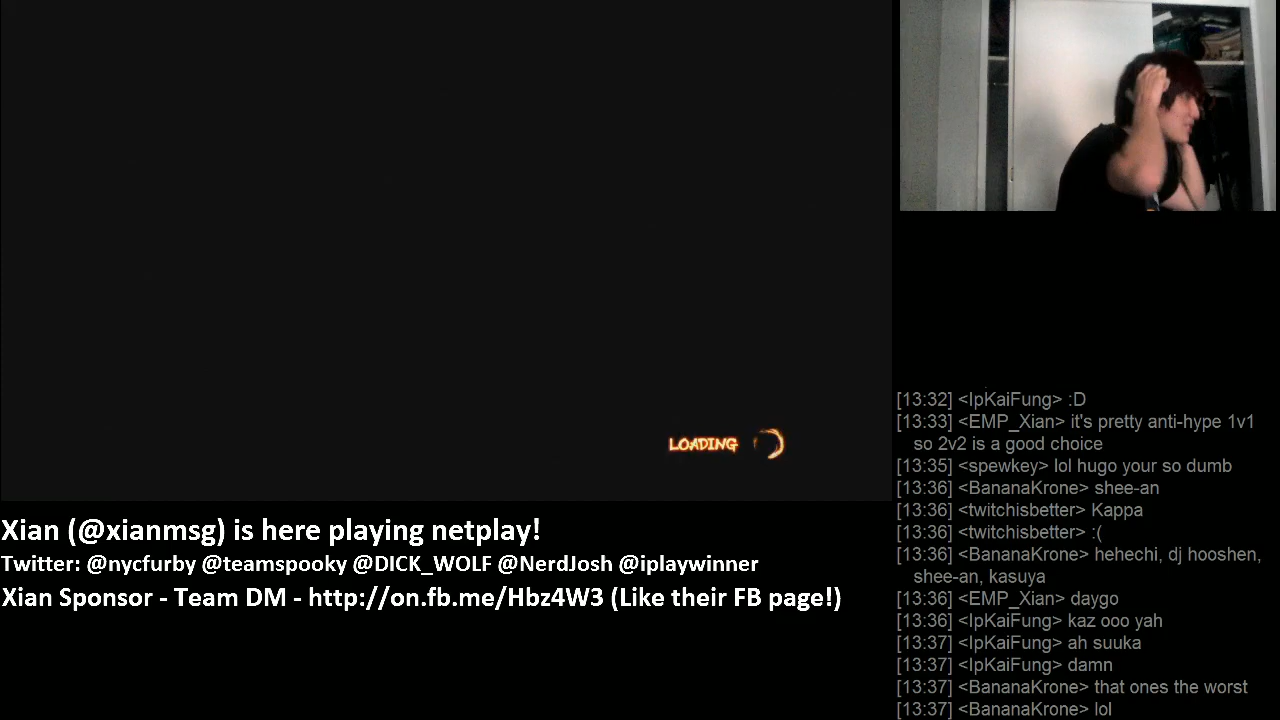 LOADING
Xian (@xianmsg) is here playing netplay!
Twitter: @nycfurby @teamspooky @DICK_WOLF @NerdJosh @iplaywinner
Xian Sponsor - Team DM - http://on.fb.me/Hbz4W3 (Like their FB page!)
[13:32] <IpKaiFung> :D
[13:33] <EMP_Xian> it's pretty anti-hype 1v1
so 2v2 is a good choice
[13:35] <spewkey> lol hugo your so dumb
[13:36] <BananaKrone> shee-an
[13:36] <twitchisbetter> Kappa
[13:36] <twitchisbetter> :(
[13:36] <BananaKrone> hehechi, dj hooshen,
shee-an, kasuya
[13:36] <EMP_Xian> daygo
[13:36] <IpKaiFung> kaz ooo yah
[13:37] <IpKaiFung> ah suuka
[13:37] <IpKaiFung> damn
[13:37] <BananaKrone> that ones the worst
[13:37] <BananaKrone> lol